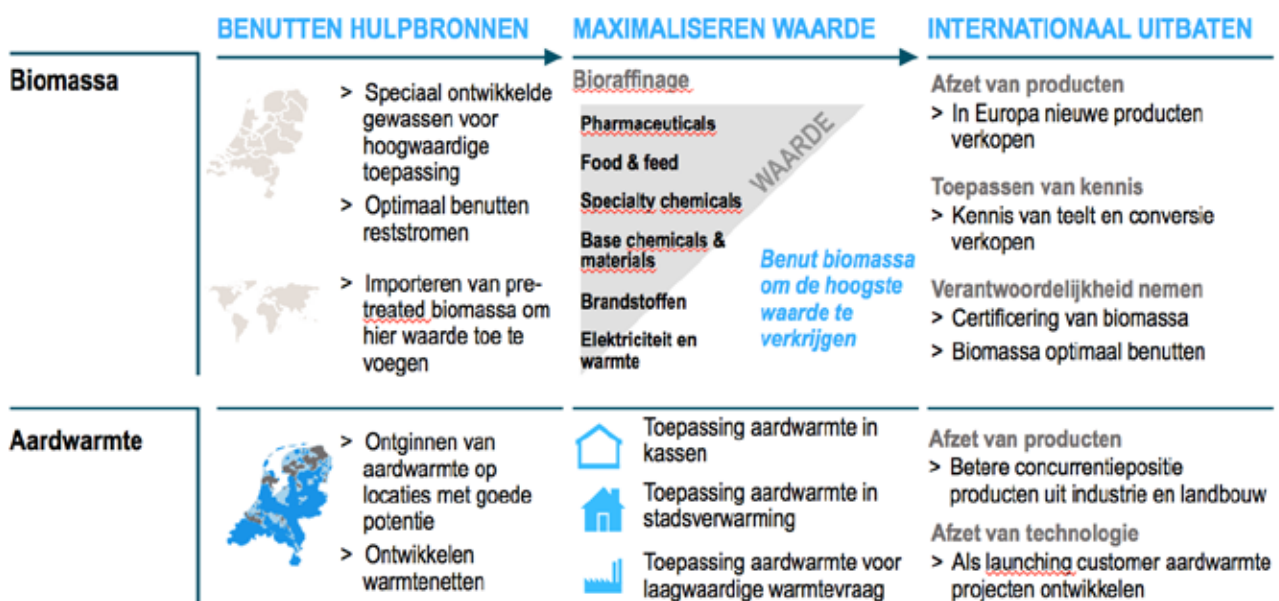 BENUTTEN HULPBRONNEN
MAXIMALISEREN WAARDE
INTERNATIONAAL UITBATEN
Biomassa
> Speciaal ontwikkelde
gewassen voor
hoogwaardige
toepassing
> Optimaal benutten
reststromen
> Importeren van pre-
treated biomassa om
hier waarde toe te
voegen
Bioraffinage
Pharmaceuticals
Food & feed
Specialty chemicals
Base chemicals &
materials
Brandstoffen
Elektriciteit en
warmte
WAARDE
Benut biomassa
om de hoogste
waarde te
verkrijgen
Afzet van producten
> In Europa nieuwe producten
verkopen
Toepassen van kennis
> Kennis van teelt en conversie
verkopen
Verantwoordelijkheid nemen
> Certificering van biomassa
> Biomassa optimaal benutten
Aardwarmte
> Ontginnen van
aardwarmte op
locaties met goede
potentie
> Ontwikkelen
warmtenetten
Toepassing aardwarmte in
kassen
Toepassing aardwarmte in
stadsverwarming
Toepassing aardwarmte voor
laagwaardige warmtevraag
Afzet van producten
> Betere concurrentiepositie
producten uit industrie en landbouw
Afzet van technologie
> Als launching customer aardwarmte
projecten ontwikkelen